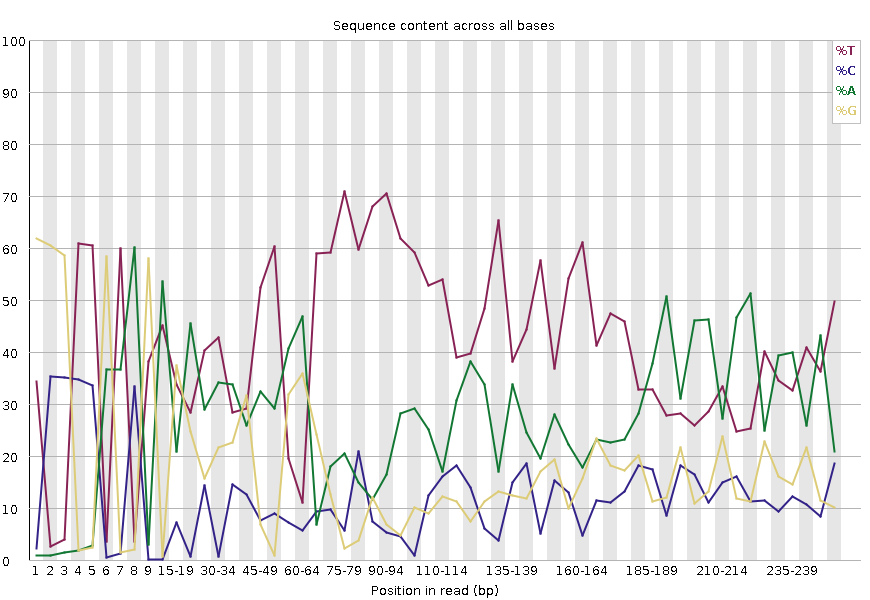 Sequence content across all bases
%T
%C
%A
%G
100
90
80
70
60
50
40
30
20
10
0
1 2 3 4 5 6 7 8 9 15-19 30-34 45-49 60-64 75-79 90-94 110-114 135-139 160-164 185-189 210-214 235-239
Position in read (bp)